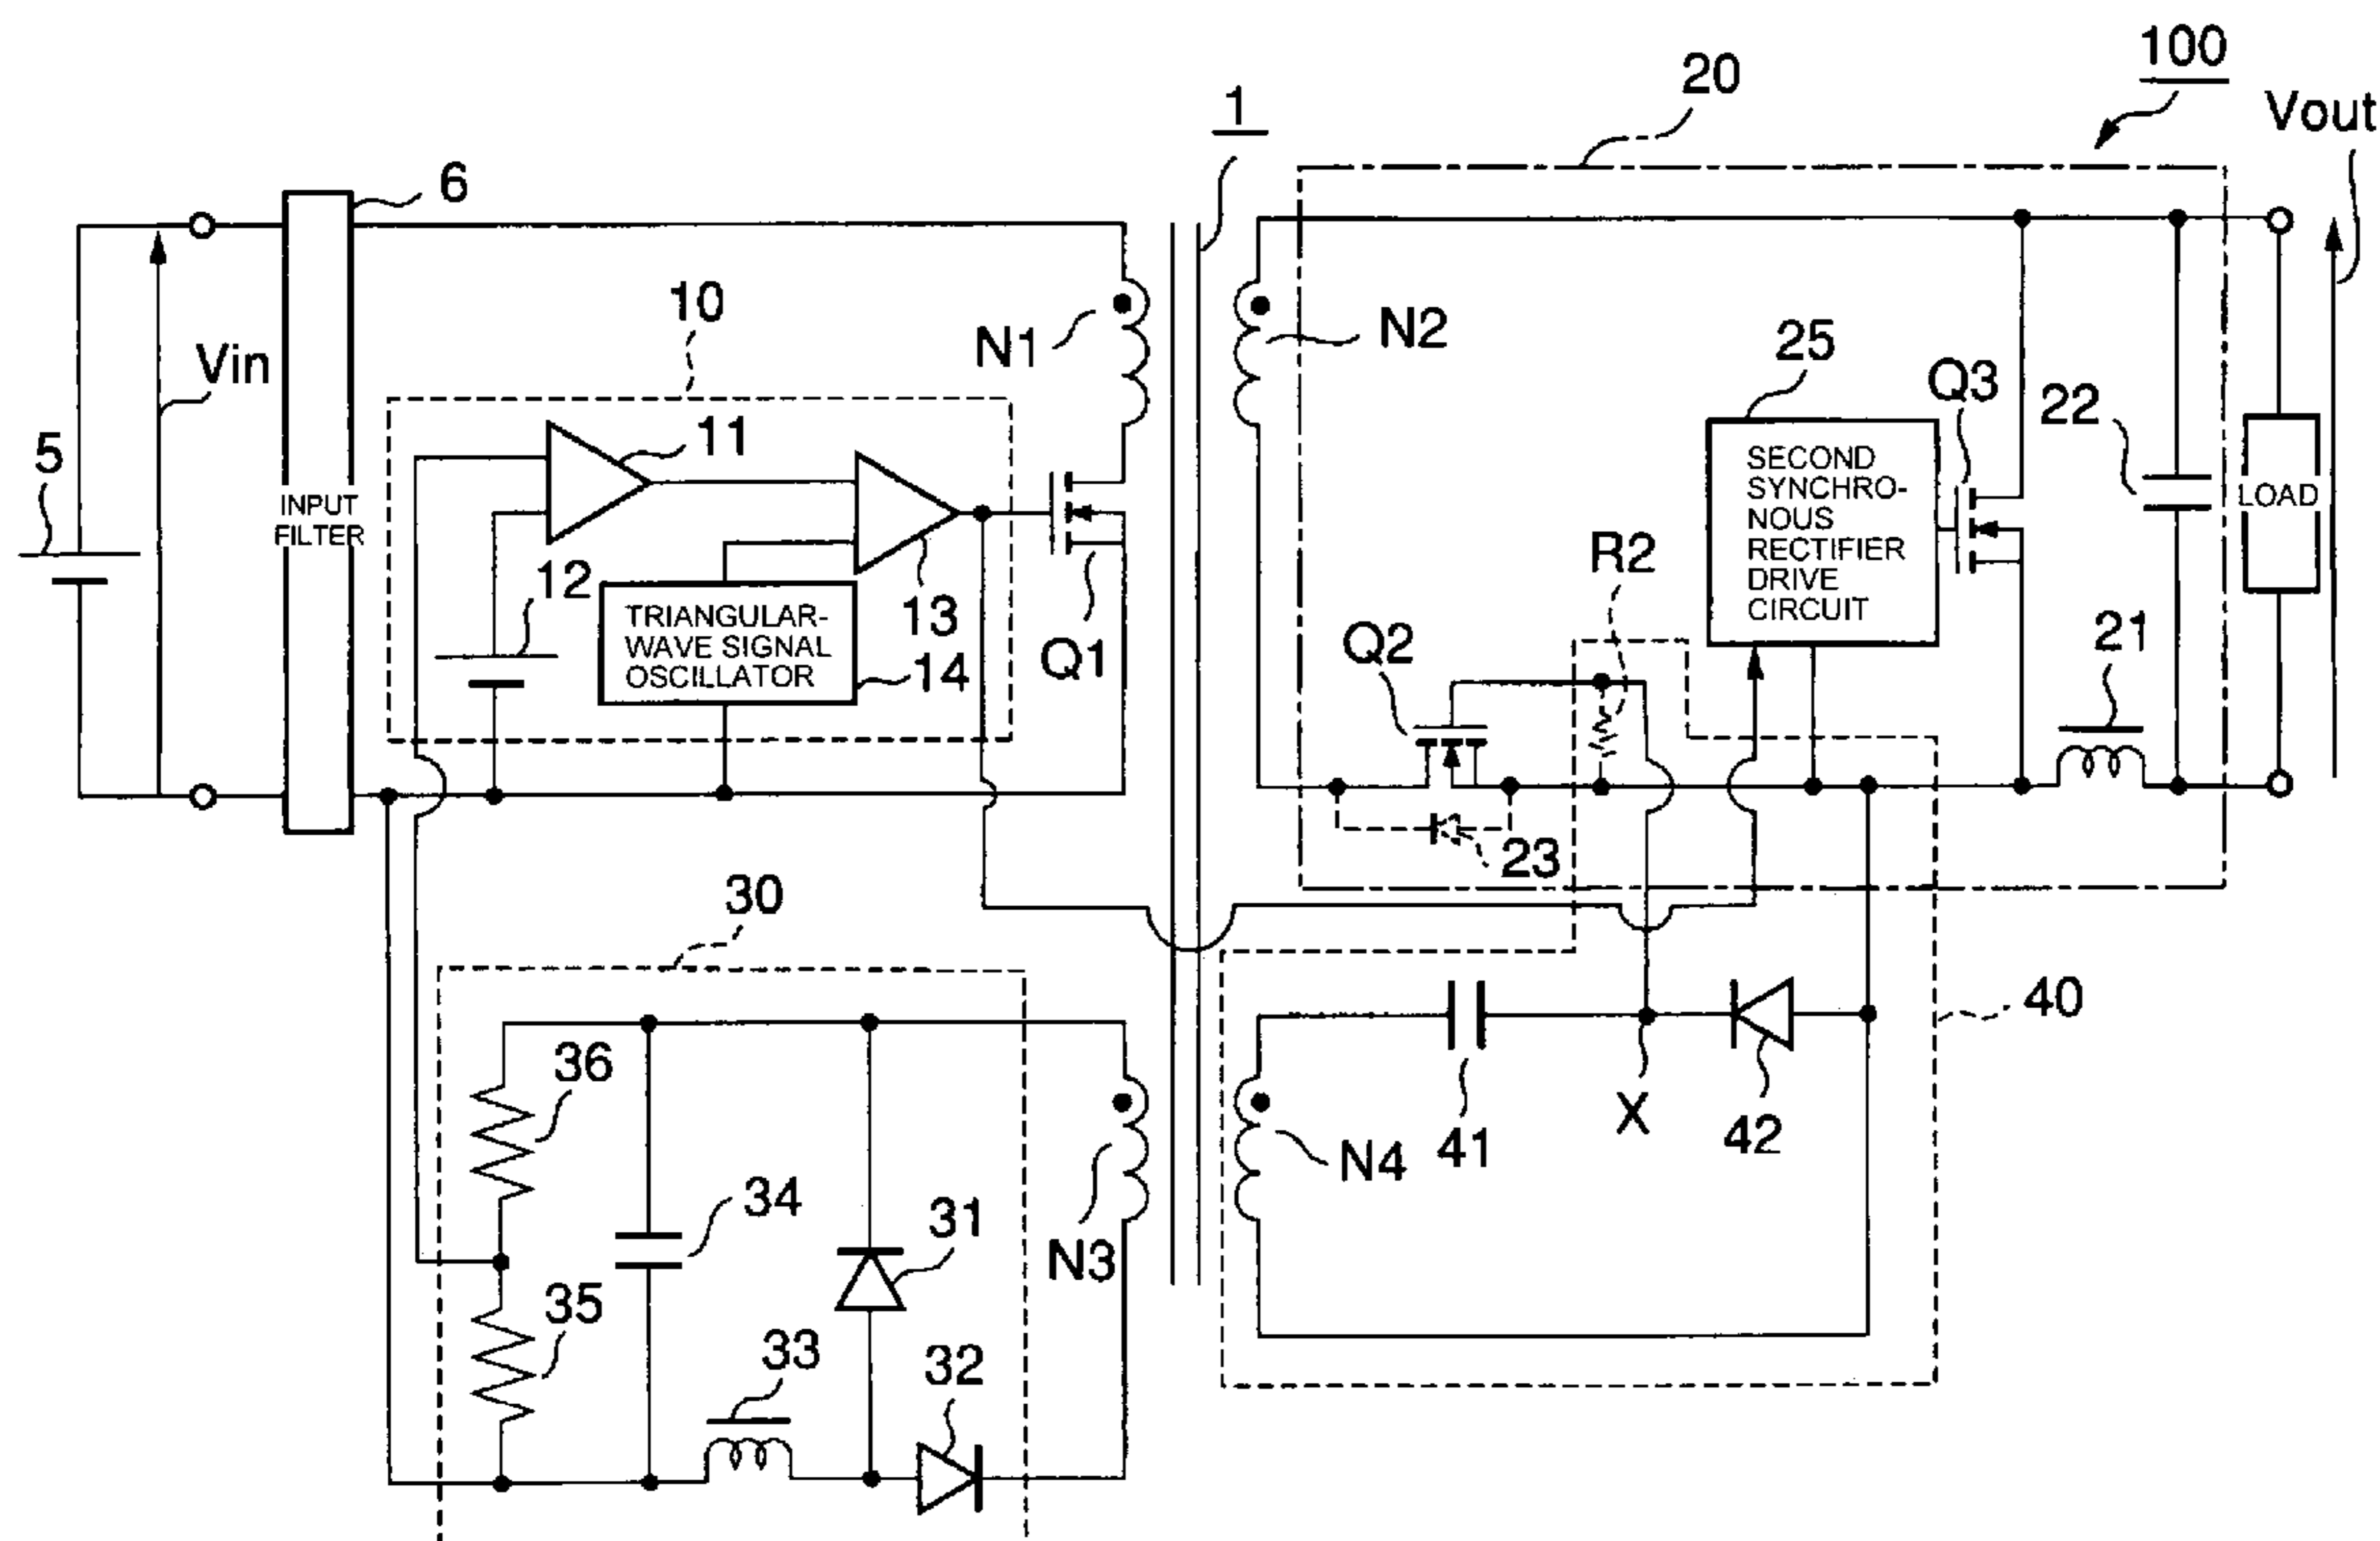 100
20
Vout
1
6
10
N1
N2
25
Q3
22
Vin
5
11
INPUT
FILTER
SECOND
SYNCHRO-
NOUS
RECTIFIER
DRIVE
CIRCUIT
LOAD
R2
12
13
TRIANGULAR-
WAVE SIGNAL
OSCILLATOR
14
Q1
Q2
21
23
30
40
36
X
42
41
N4
34
31
N3
35
33
32